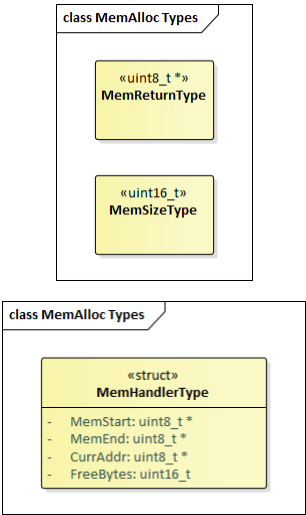 class MemAlloc Types
«uint8_t *»
MemReturnType
«uint16_t»
MemSizeType
class MemAlloc Types
«struct»
MemHandlerType
- MemStart: uint8_t *
- MemEnd: uint8_t *
- CurrAddr: uint8_t *
- FreeBytes: uint16_t